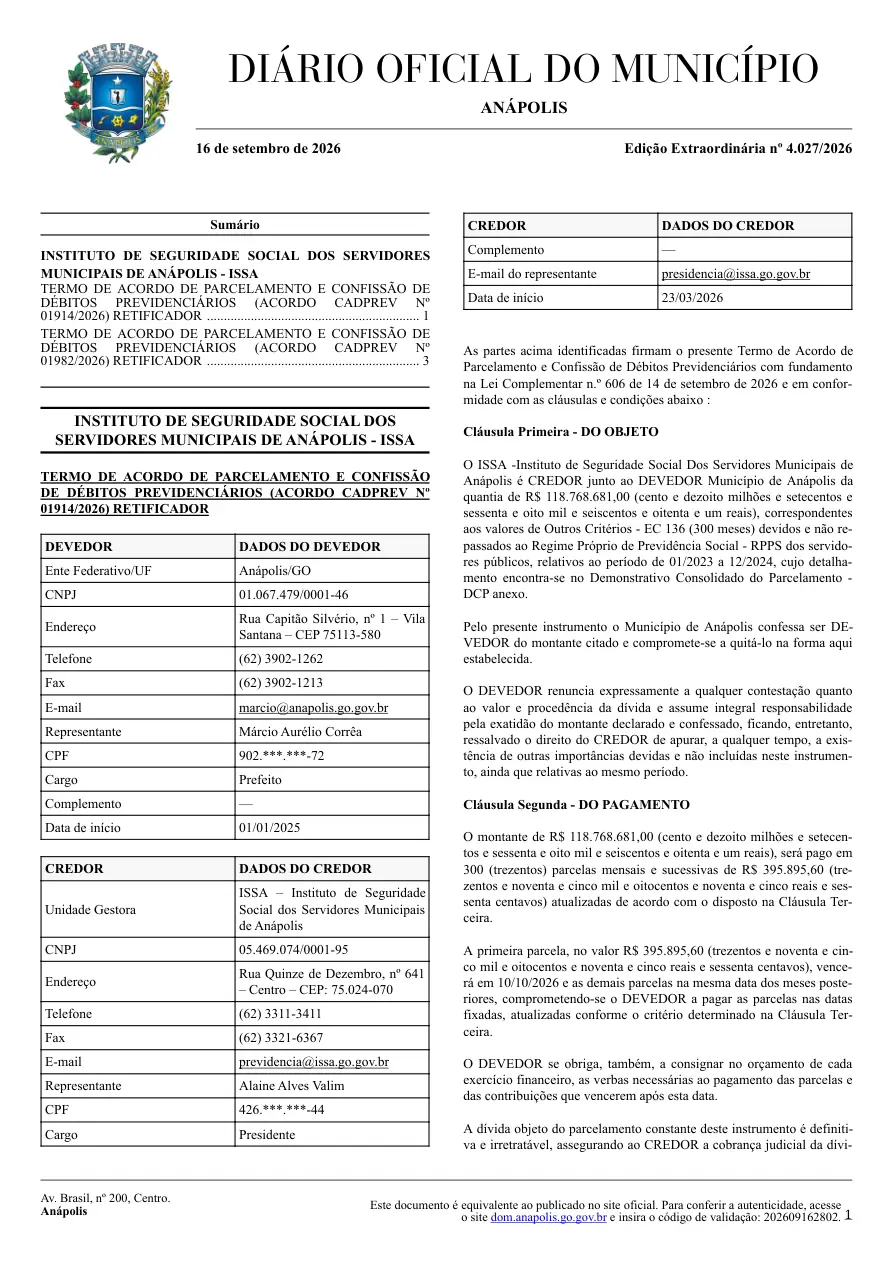 DIÁRIO OFICIAL DO MUNICÍPIO
ANÁPOLIS
16 de setembro de 2026 Edição Extraordinária nº 4.027/2026
ANÁPOLIS
Sumário
INSTITUTO DE SEGURIDADE SOCIAL DOS SERVIDORES
MUNICIPAIS DE ANÁPOLIS - ISSA
TERMO DE ACORDO DE PARCELAMENTO E CONFISSÃO DE
DÉBITOS PREVIDENCIÁRIOS (ACORDO CADPREV Nº
01914/2026) RETIFICADOR ................................................................ 1
TERMO DE ACORDO DE PARCELAMENTO E CONFISSÃO DE
DÉBITOS PREVIDENCIÁRIOS (ACORDO CADPREV Nº
01982/2026) RETIFICADOR ................................................................ 3
INSTITUTO DE SEGURIDADE SOCIAL DOS
SERVIDORES MUNICIPAIS DE ANÁPOLIS - ISSA
TERMO DE ACORDO DE PARCELAMENTO E CONFISSÃO
DE DÉBITOS PREVIDENCIÁRIOS (ACORDO CADPREV Nº
01914/2026) RETIFICADOR
DEVEDOR DADOS DO DEVEDOR
Ente Federativo/UF Anápolis/GO
CNPJ 01.067.479/0001-46
Endereço Rua Capitão Silvério, nº 1 – Vila
Santana – CEP 75113-580
Telefone (62) 3902-1262
Fax (62) 3902-1213
E-mail marcio@anapolis.go.gov.br
Representante Márcio Aurélio Corrêa
CPF 902.***.***-72
Cargo Prefeito
Complemento —
Data de início 01/01/2025
CREDOR DADOS DO CREDOR
Unidade Gestora ISSA – Instituto de Seguridade
Social dos Servidores Municipais
de Anápolis
CNPJ 05.469.074/0001-95
Endereço Rua Quinze de Dezembro, nº 641
– Centro – CEP: 75.024-070
Telefone (62) 3311-3411
Fax (62) 3321-6367
E-mail previdencia@issa.go.gov.br
Representante Alaine Alves Valim
CPF 426.***.***-44
Cargo Presidente
CREDOR DADOS DO CREDOR
Complemento —
E-mail do representante presidencia@issa.go.gov.br
Data de início 23/03/2026
As partes acima identificadas firmam o presente Termo de Acordo de
Parcelamento e Confissão de Débitos Previdenciários com fundamento
na Lei Complementar n.º 606 de 14 de setembro de 2026 e em confor-
midade com as cláusulas e condições abaixo :
Cláusula Primeira - DO OBJETO
O ISSA -Instituto de Seguridade Social Dos Servidores Municipais de
Anápolis é CREDOR junto ao DEVEDOR Município de Anápolis da
quantia de R$ 118.768.681,00 (cento e dezoito milhões e setecentos e
sessenta e oito mil e seiscentos e oitenta e um reais), correspondentes
aos valores de Outros Critérios - EC 136 (300 meses) devidos e não re-
passados ao Regime Próprio de Previdência Social - RPPS dos servido-
res públicos, relativos ao período de 01/2023 a 12/2024, cujo detalha-
mento encontra-se no Demonstrativo Consolidado do Parcelamento -
DCP anexo.
Pelo presente instrumento o Município de Anápolis confessa ser DE-
VEDOR do montante citado e compromete-se a quitá-lo na forma aqui
estabelecida.
O DEVEDOR renuncia expressamente a qualquer contestação quanto
ao valor e procedência da dívida e assume integral responsabilidade
pela exatidão do montante declarado e confessado, ficando, entretanto,
ressalvado o direito do CREDOR de apurar, a qualquer tempo, a exis-
tência de outras importâncias devidas e não incluídas neste instrumen-
to, ainda que relativas ao mesmo período.
Cláusula Segunda - DO PAGAMENTO
O montante de R$ 118.768.681,00 (cento e dezoito milhões e setecen-
tos e sessenta e oito mil e seiscentos e oitenta e um reais), será pago em
300 (trezentos) parcelas mensais e sucessivas de R$ 395.895,60 (tre-
zentos e noventa e cinco mil e oitocentos e noventa e cinco reais e ses-
senta centavos) atualizadas de acordo com o disposto na Cláusula Ter-
ceira.
A primeira parcela, no valor R$ 395.895,60 (trezentos e noventa e cin-
co mil e oitocentos e noventa e cinco reais e sessenta centavos), vence-
rá em 10/10/2026 e as demais parcelas na mesma data dos meses poste-
riores, comprometendo-se o DEVEDOR a pagar as parcelas nas datas
fixadas, atualizadas conforme o critério determinado na Cláusula Ter-
ceira.
O DEVEDOR se obriga, também, a consignar no orçamento de cada
exercício financeiro, as verbas necessárias ao pagamento das parcelas e
das contribuições que vencerem após esta data.
A dívida objeto do parcelamento constante deste instrumento é definiti-
va e irretratável, assegurando ao CREDOR a cobrança judicial da dívi-
Av. Brasil, nº 200, Centro.
Anápolis
Este documento é equivalente ao publicado no site oficial. Para conferir a autenticidade, acesse
o site dom.anapolis.go.gov.br e insira o código de validação: 202609162802. 1